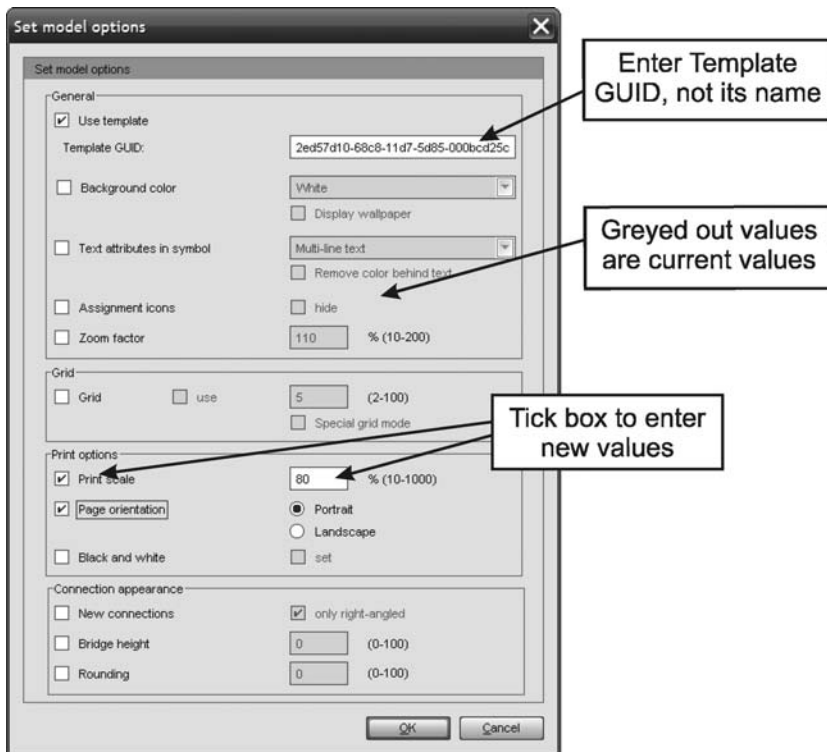 Set model options
Set model options
General
Use template
Template GUID: 2ed57d10-68c8-11d7-5d85-000bcd25c
Background color White
Display wallpaper
Text attributes in symbol Multi-line text
Remove color behind text
Assignment icons hide
Zoom factor 110 % (10-200)
Grid
Grid use 5 (2-100)
Special grid mode
Print options
Print scale 80 % (10-1000)
Page orientation Portrait
Landscape
Black and white set
Connection appearance
New connections only right-angled
Bridge height 0 (0-100)
Rounding 0 (0-100)
OK Cancel
Enter Template
GUID, not its name
Greyed out values
are current values
Tick box to enter
new values